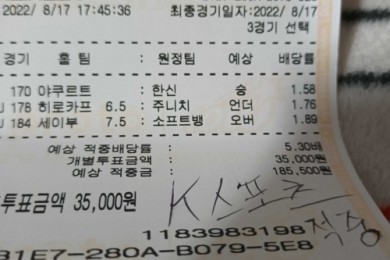 2022/ 8/17 17:45:36 최종경기일자:2022/ 8/17
3경기 선택
경기 홈 팀 : 원정팀 예상 배당률
170 야쿠르트 : 한신 승 1.58
J 178 히로카프 6.5 : 주니치 언더 1.76
J 184 세이부 7.5 : 소프트뱅 오버 1.89
예상 적중배당률 : 5.30배
개별투표금액 : 35,000원
예상 적중금 : 185,500원
투표금액 35,000원
K스포츠
적중
1183983198
B1E7-280A-B079-5E8